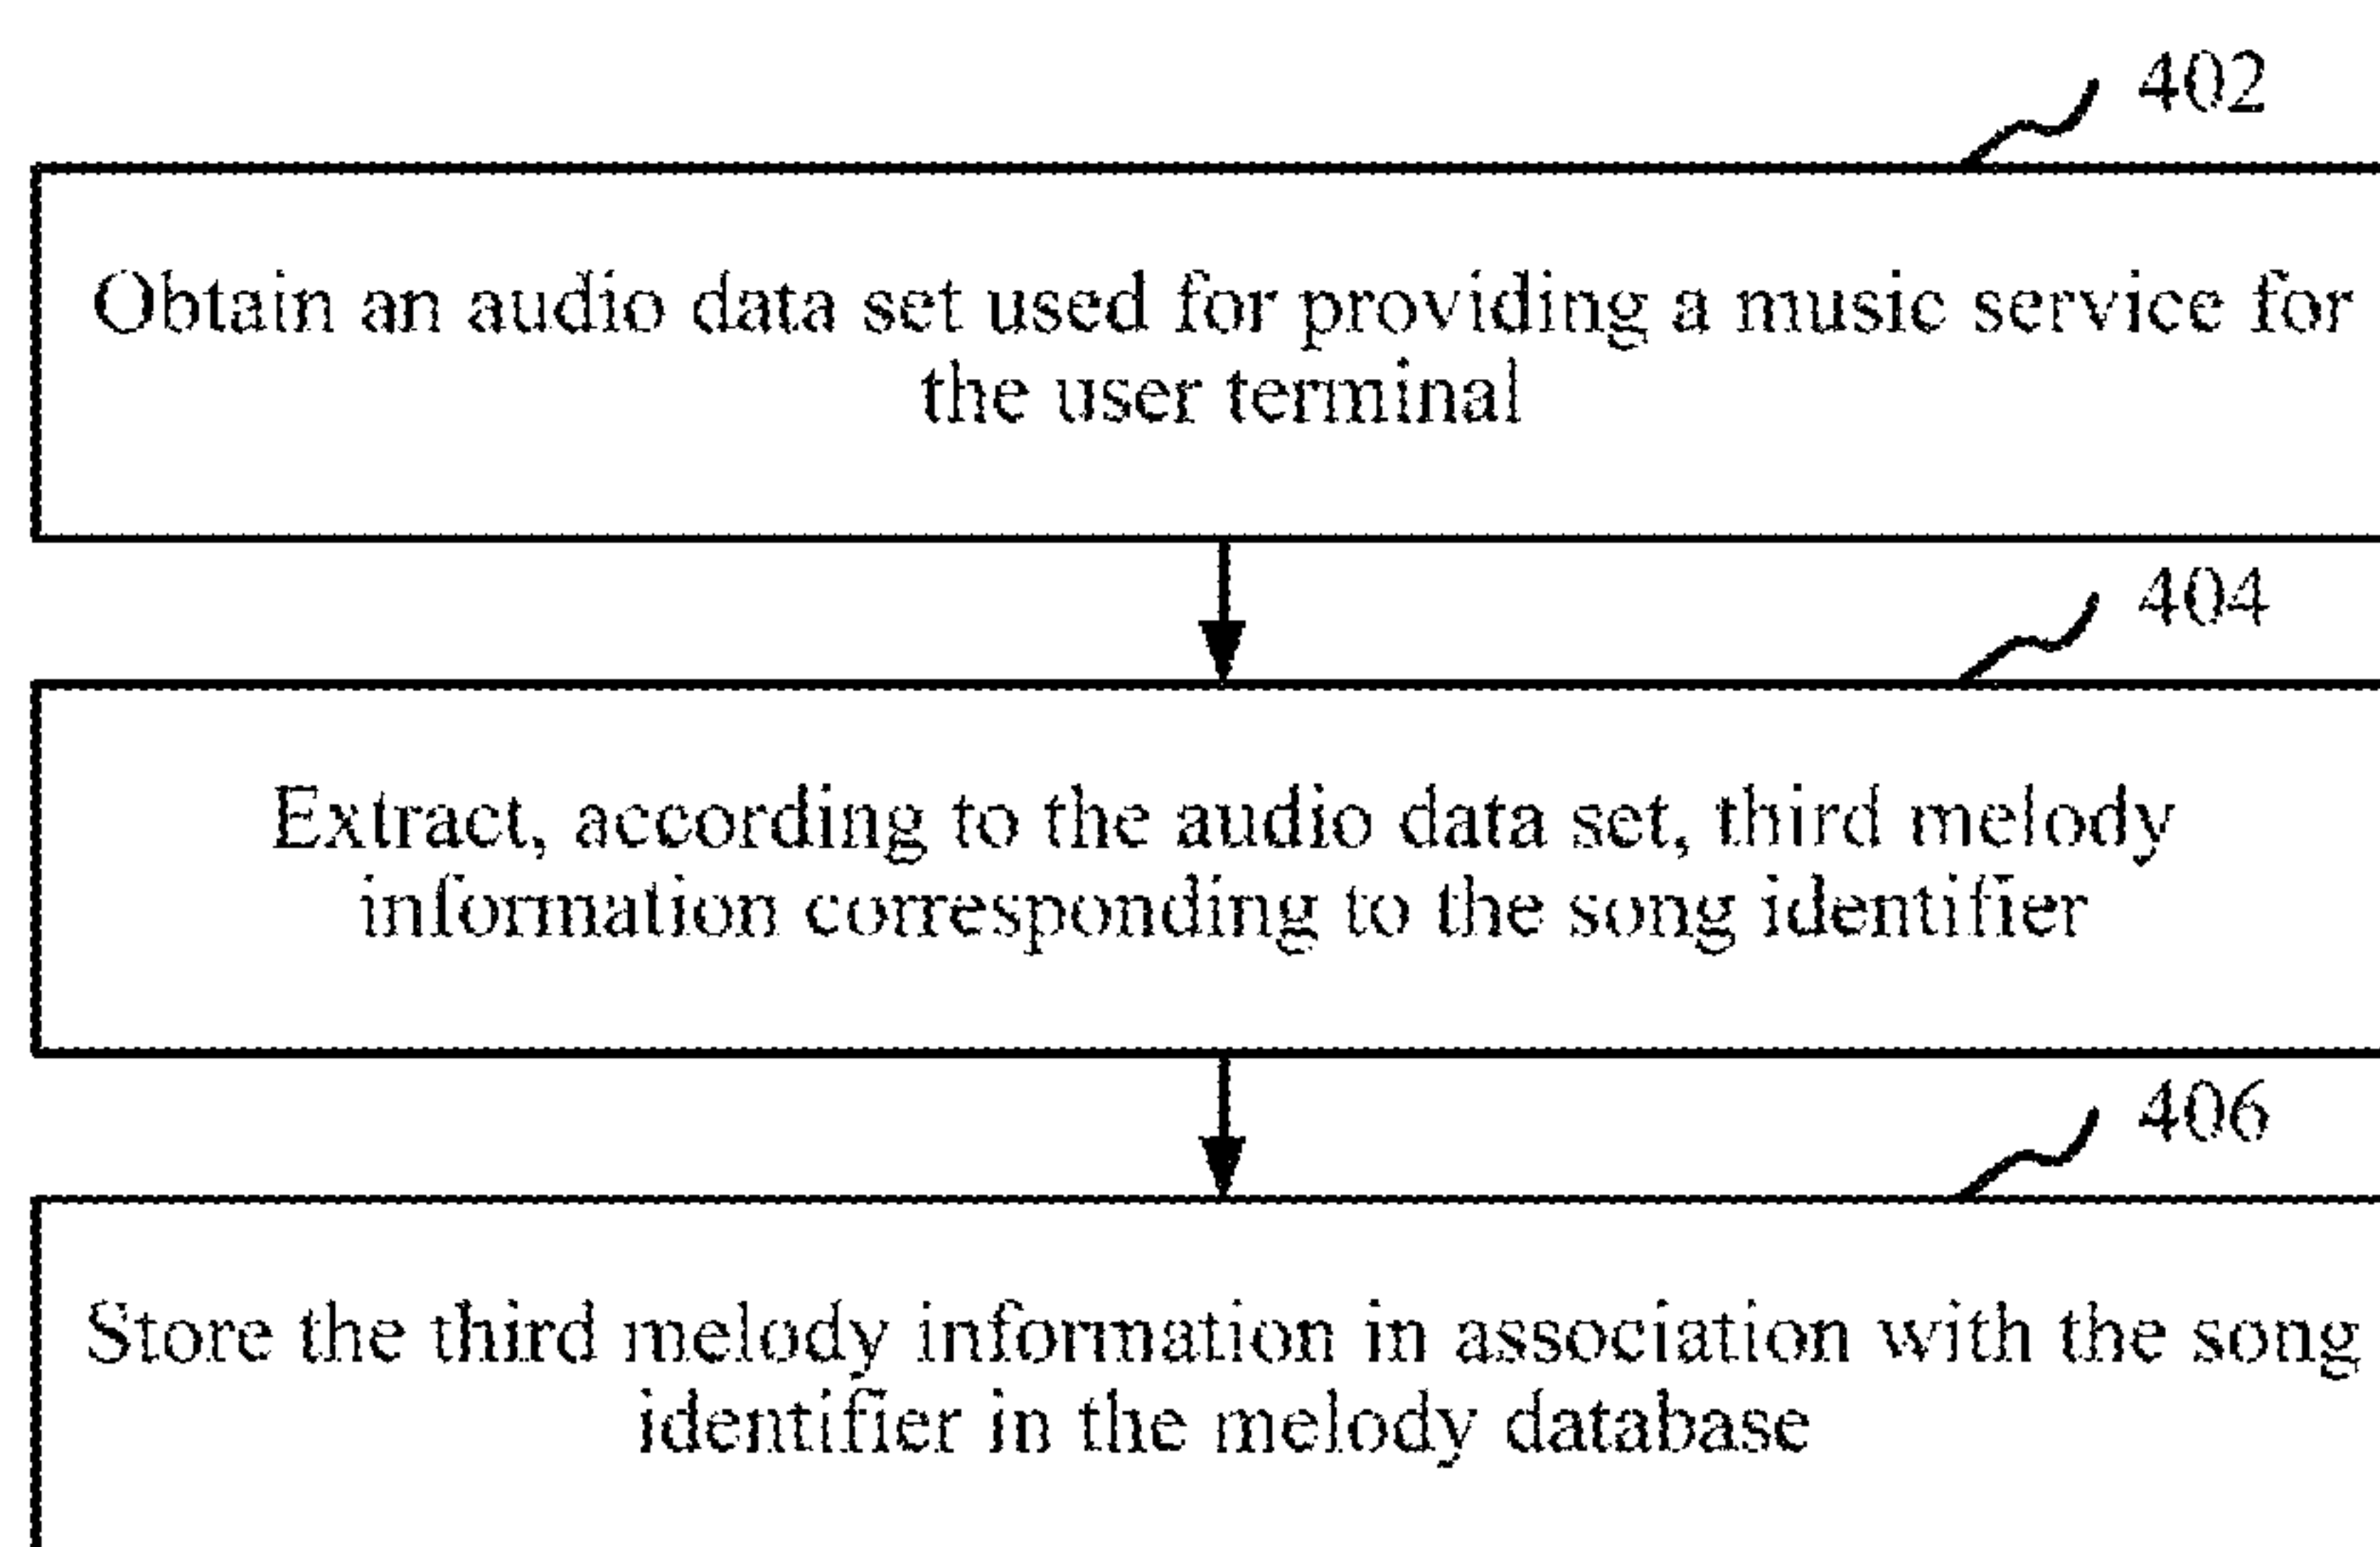 402
Obtain an audio data set used for providing a music service for
the user terminal
404
Extract, according to the audio data set, third melody
information corresponding to the song identifier
406
Store the third melody information in association with the song
identifier in the melody database